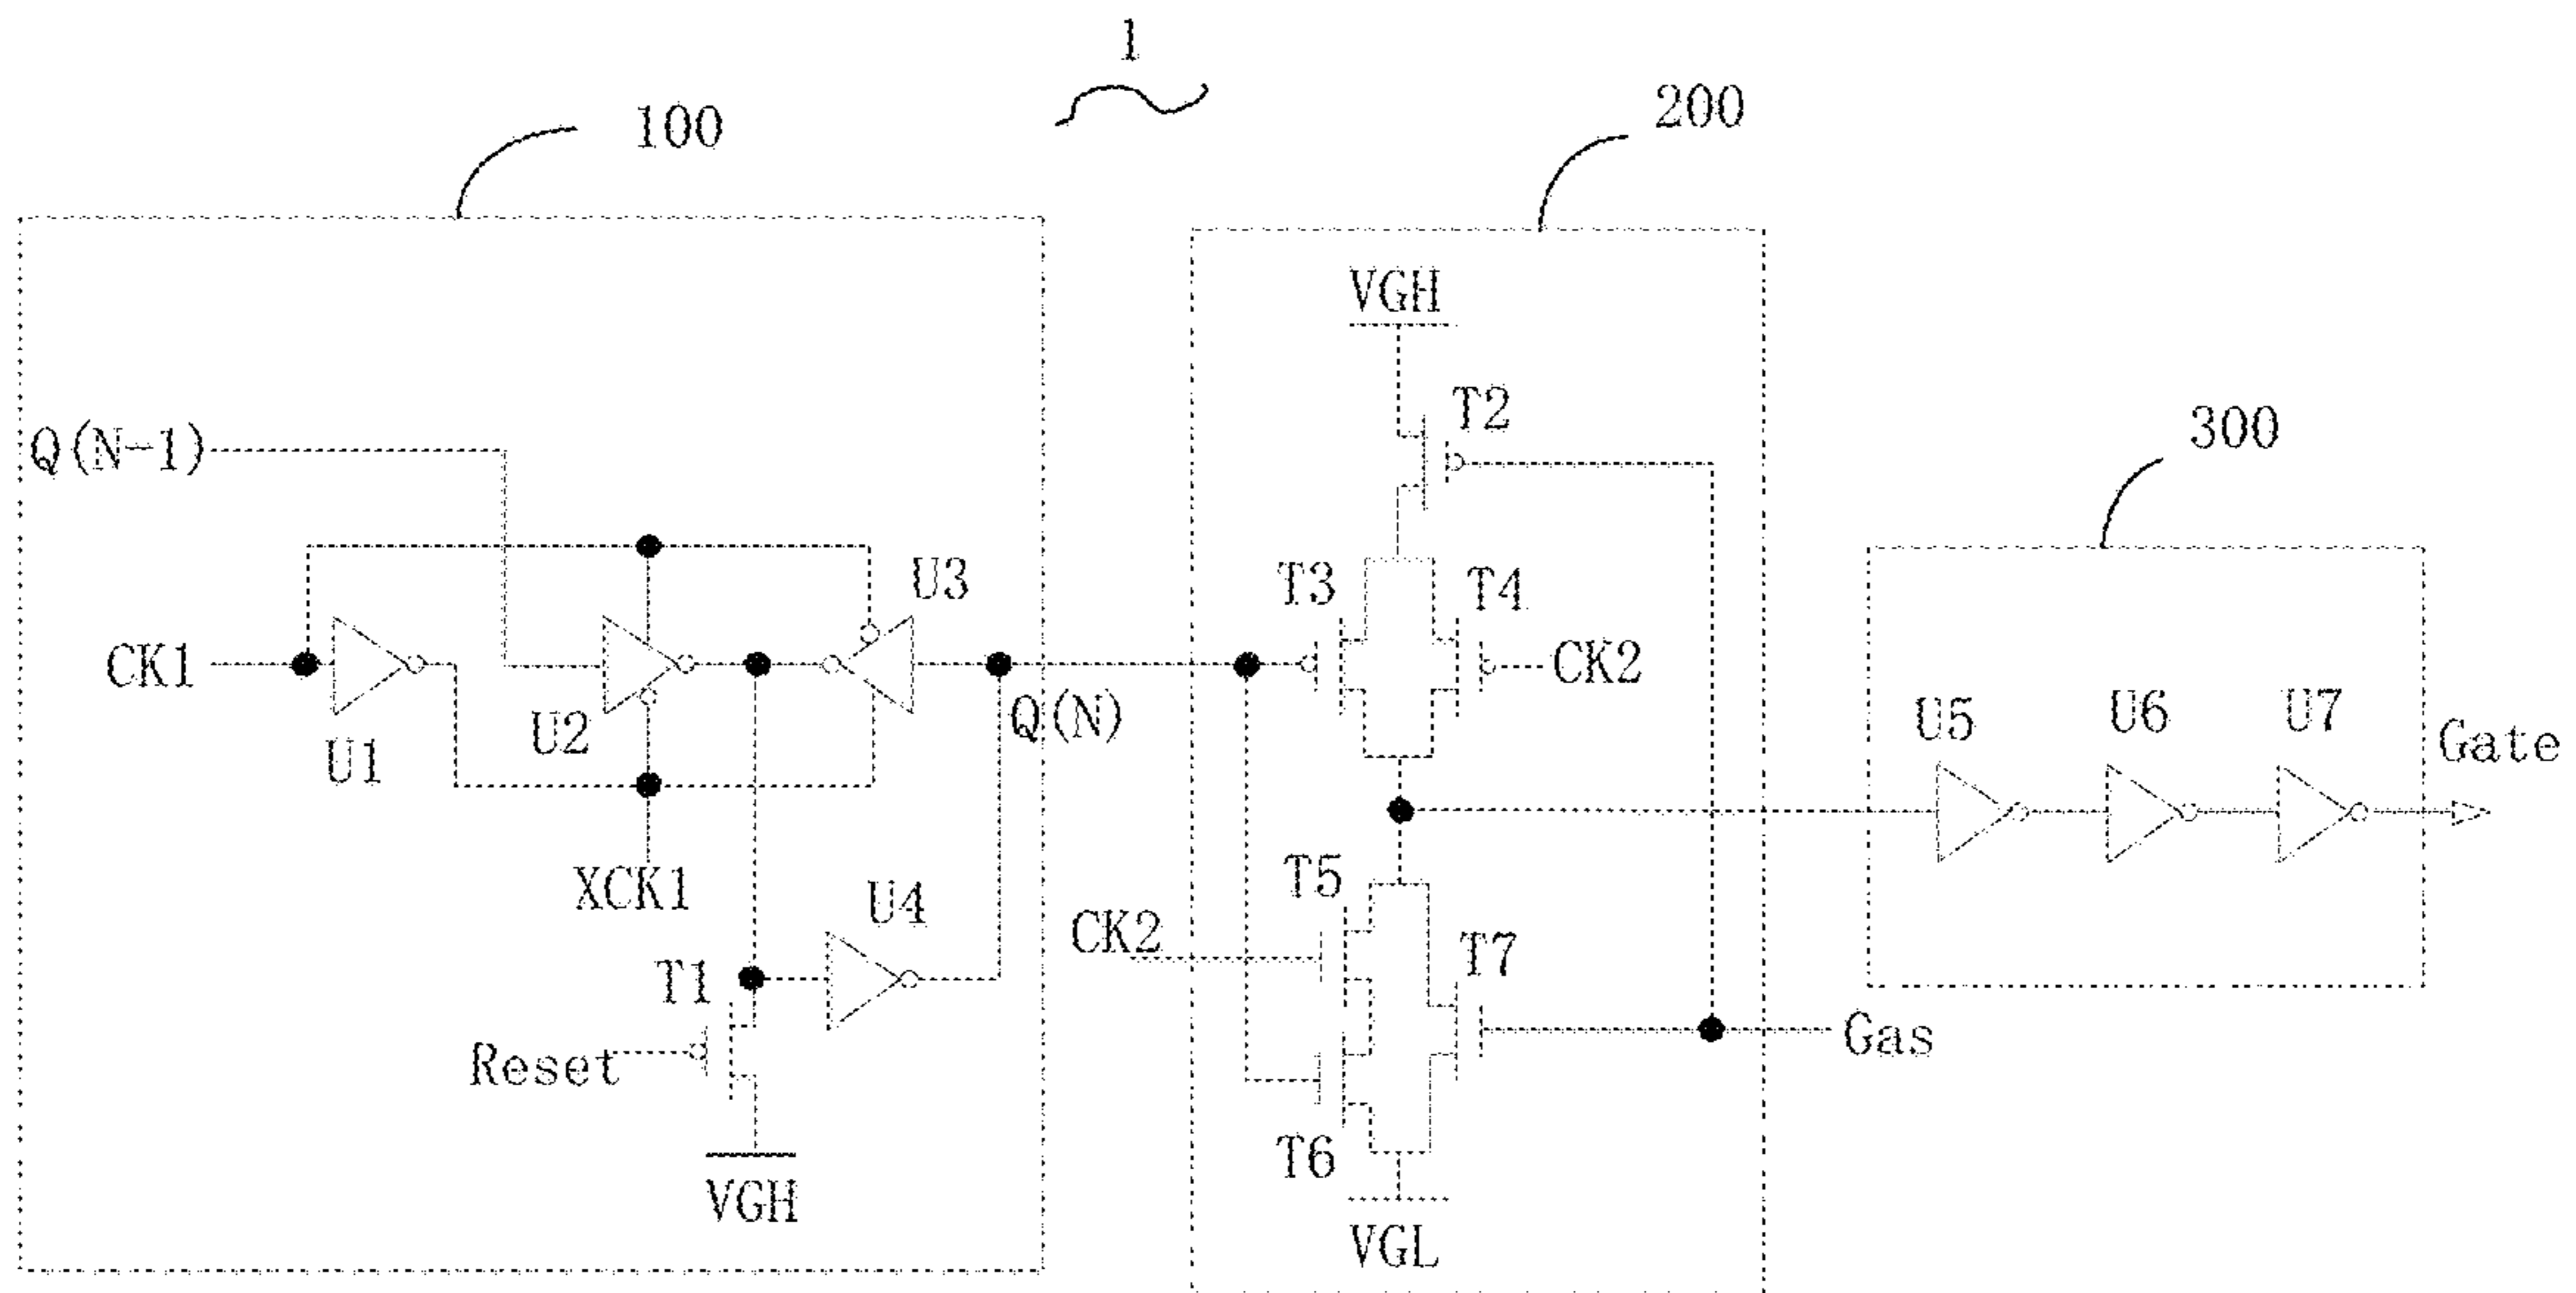 1
100
200
VGH
T2
Q(N-1)
300
U3
T3
T4
CK1
CK2
Q(N)
U2
U1
U5
U6
U7
Gate
XCK1
U4
T5
CK2
T7
T1
Reset
Gas
T6
VGH
VGL